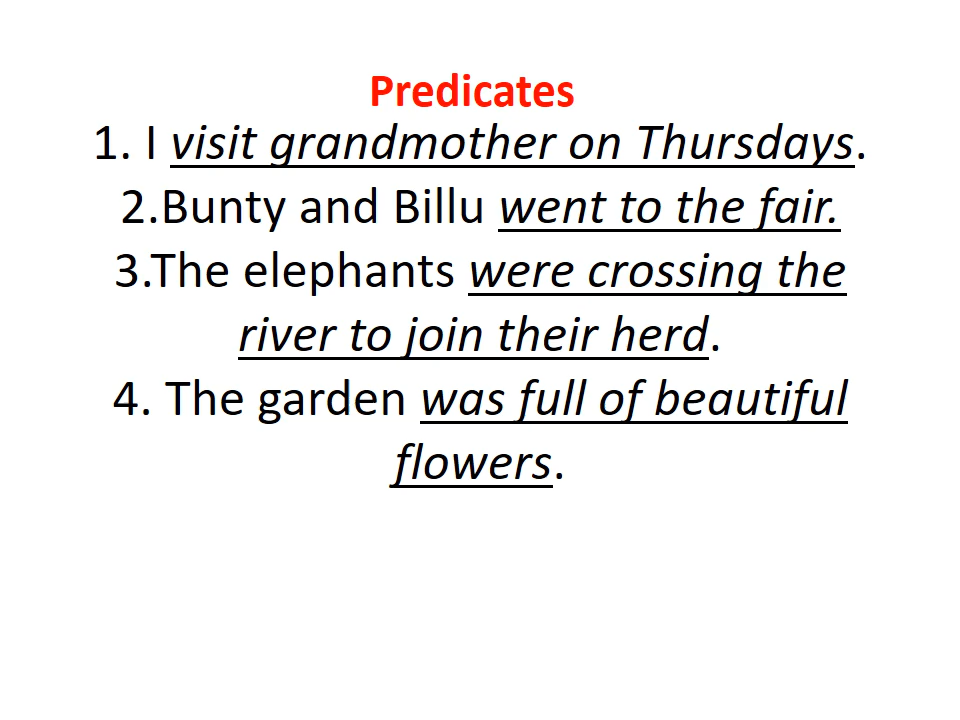 Predicates
1. I visit grandmother on Thursdays.
2.Bunty and Billu went to the fair.
3.The elephants were crossing the
river to join their herd.
4. The garden was full of beautiful
flowers.